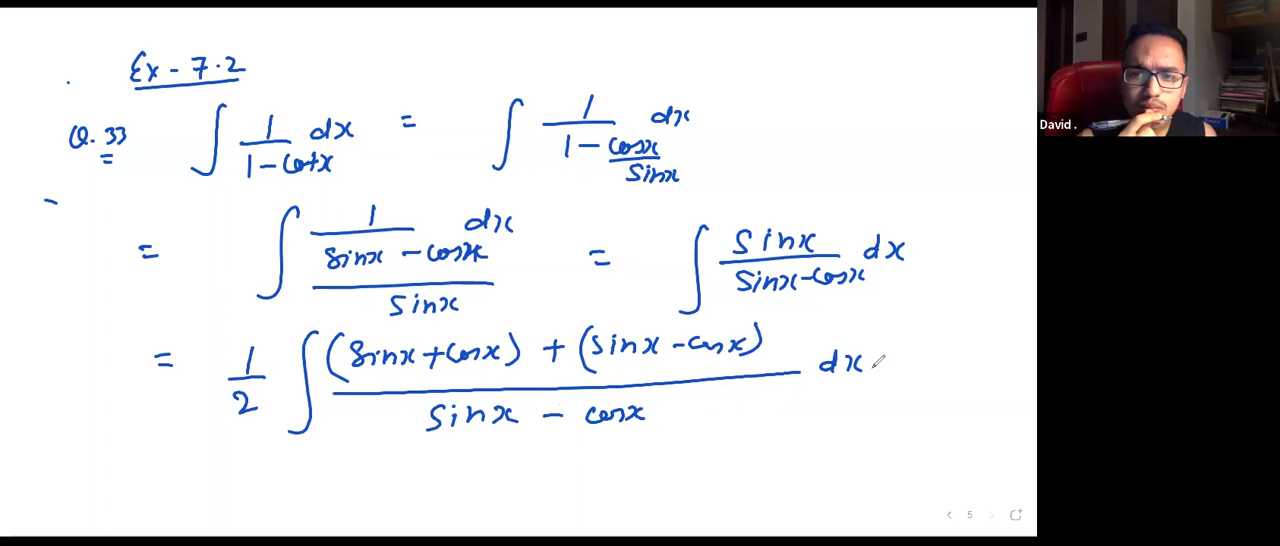 Ex - 7.2
Q. 33 ∫ 1/(1 - cotx) dx = ∫ 1/(1 - cosx/sinx) dx
= ∫ 1/((sinx - cosx)/sinx) dx = ∫ sinx/(sinx - cosx) dx
= 1/2 ∫ ((sinx + cosx) + (sinx - cosx))/(sinx - cosx) dx
David .
5